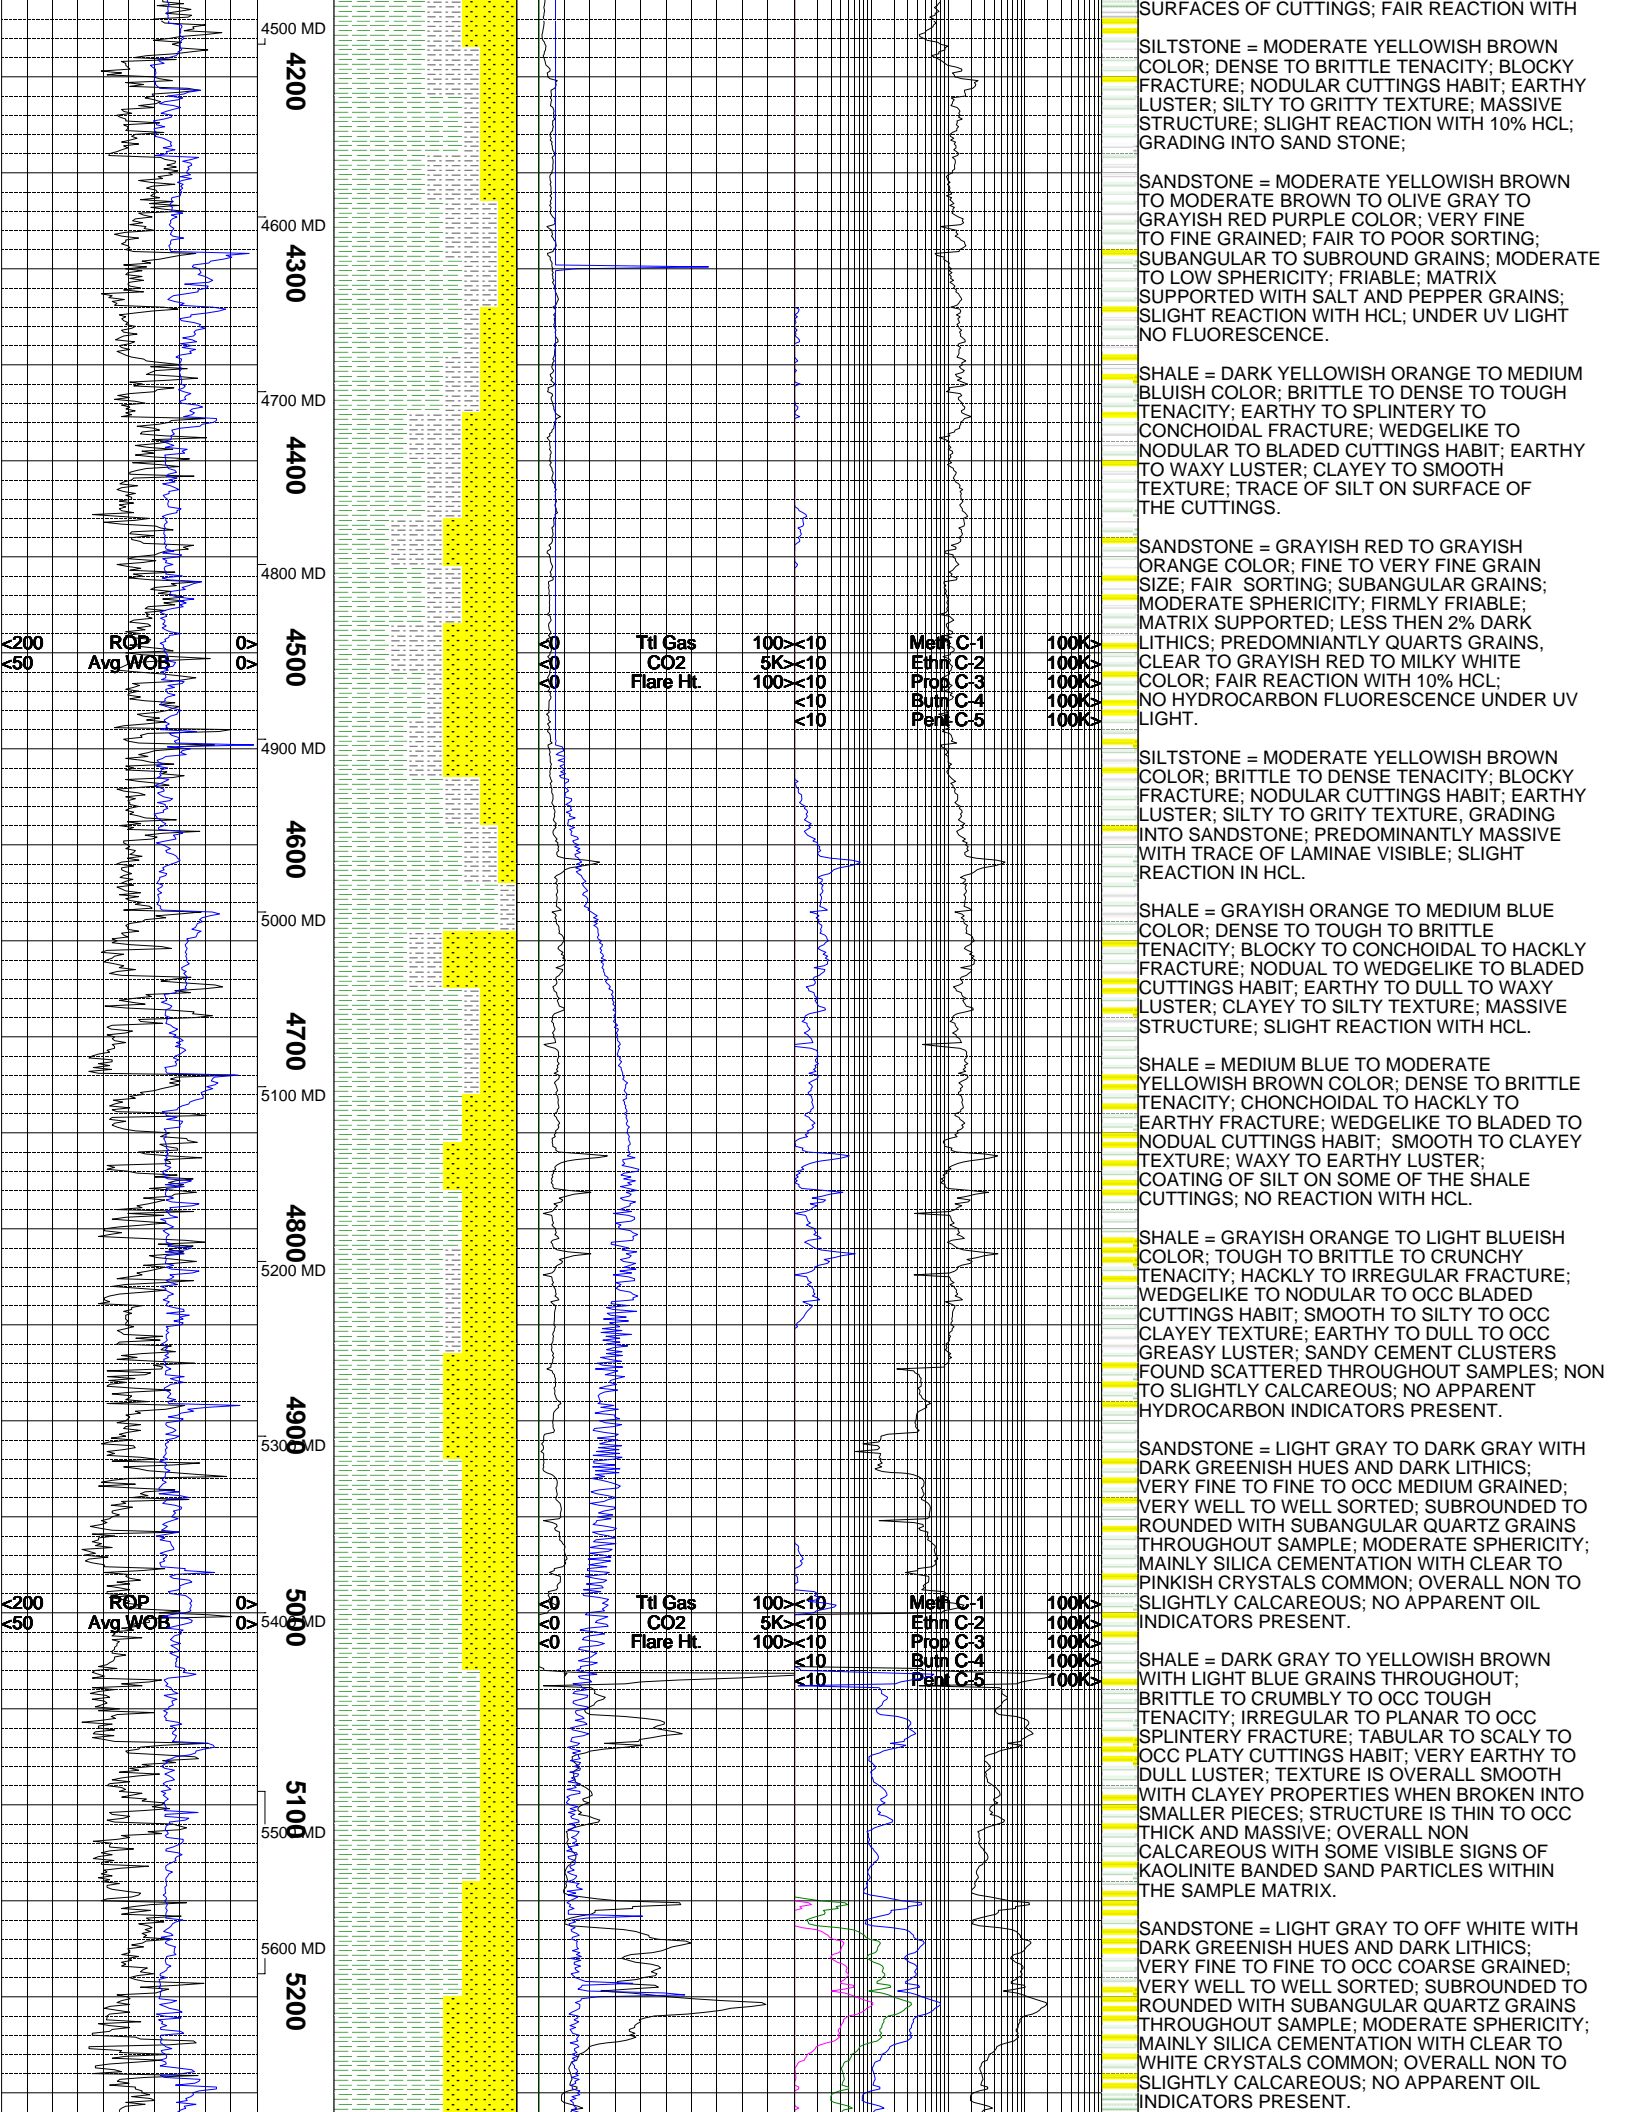 SURFACES OF CUTTINGS; FAIR REACTION WITH
4500 MD
SILTSTONE = MODERATE YELLOWISH BROWN
COLOR; DENSE TO BRITTLE TENACITY; BLOCKY
FRACTURE; NODULAR CUTTINGS HABIT; EARTHY
LUSTER; SILTY TO GRITTY TEXTURE; MASSIVE
STRUCTURE; SLIGHT REACTION WITH 10% HCL;
GRADING INTO SAND STONE;
4200
SANDSTONE = MODERATE YELLOWISH BROWN
TO MODERATE BROWN TO OLIVE GRAY TO
GRAYISH RED PURPLE COLOR; VERY FINE
TO FINE GRAINED; FAIR TO POOR SORTING;
SUBANGULAR TO SUBROUND GRAINS; MODERATE
TO LOW SPHERICITY; FRIABLE; MATRIX
SUPPORTED WITH SALT AND PEPPER GRAINS;
SLIGHT REACTION WITH HCL; UNDER UV LIGHT
NO FLUORESCENCE.
4600 MD
4300
SHALE = DARK YELLOWISH ORANGE TO MEDIUM
BLUISH COLOR; BRITTLE TO DENSE TO TOUGH
TENACITY; EARTHY TO SPLINTERY TO
CONCHOIDAL FRACTURE; WEDGELIKE TO
NODULAR TO BLADED CUTTINGS HABIT; EARTHY
TO WAXY LUSTER; CLAYEY TO SMOOTH
TEXTURE; TRACE OF SILT ON SURFACE OF
THE CUTTINGS.
4700 MD
4400
SANDSTONE = GRAYISH RED TO GRAYISH
ORANGE COLOR; FINE TO VERY FINE GRAIN
SIZE; FAIR  SORTING; SUBANGULAR GRAINS;
MODERATE SPHERICITY; FIRMLY FRIABLE;
MATRIX SUPPORTED; LESS THEN 2% DARK
LITHICS; PREDOMNIANTLY QUARTS GRAINS,
CLEAR TO GRAYISH RED TO MILKY WHITE
COLOR; FAIR REACTION WITH 10% HCL;
NO HYDROCARBON FLUORESCENCE UNDER UV
LIGHT.
4800 MD
4500
<200 ROP 0> <0 Ttl Gas 100> <10 Meth C-1 100K>
<50 Avg WOB 0> <0 CO2 5K> <10 Ethn C-2 100K>
<0 Flare Ht. 100> <10 Prop C-3 100K>
<10 Butn C-4 100K>
<10 Pent C-5 100K>
4900 MD
SILTSTONE = MODERATE YELLOWISH BROWN
COLOR; BRITTLE TO DENSE TENACITY; BLOCKY
FRACTURE; NODULAR CUTTINGS HABIT; EARTHY
LUSTER; SILTY TO GRITY TEXTURE, GRADING
INTO SANDSTONE; PREDOMINANTLY MASSIVE
WITH TRACE OF LAMINAE VISIBLE; SLIGHT
REACTION IN HCL.
4600
5000 MD
SHALE = GRAYISH ORANGE TO MEDIUM BLUE
COLOR; DENSE TO TOUGH TO BRITTLE
TENACITY; BLOCKY TO CONCHOIDAL TO HACKLY
FRACTURE; NODUAL TO WEDGELIKE TO BLADED
CUTTINGS HABIT; EARTHY TO DULL TO WAXY
LUSTER; CLAYEY TO SILTY TEXTURE; MASSIVE
STRUCTURE; SLIGHT REACTION WITH HCL.
4700
5100 MD
SHALE = MEDIUM BLUE TO MODERATE
YELLOWISH BROWN COLOR; DENSE TO BRITTLE
TENACITY; CHONCHOIDAL TO HACKLY TO
EARTHY FRACTURE; WEDGELIKE TO BLADED TO
NODUAL CUTTINGS HABIT;  SMOOTH TO CLAYEY
TEXTURE; WAXY TO EARTHY LUSTER;
COATING OF SILT ON SOME OF THE SHALE
CUTTINGS; NO REACTION WITH HCL.
4800
5200 MD
SHALE = GRAYISH ORANGE TO LIGHT BLUEISH
COLOR; TOUGH TO BRITTLE TO CRUNCHY
TENACITY; HACKLY TO IRREGULAR FRACTURE;
WEDGELIKE TO NODULAR TO OCC BLADED
CUTTINGS HABIT; SMOOTH TO SILTY TO OCC
CLAYEY TEXTURE; EARTHY TO DULL TO OCC
GREASY LUSTER; SANDY CEMENT CLUSTERS
FOUND SCATTERED THROUGHOUT SAMPLES; NON
TO SLIGHTLY CALCAREOUS; NO APPARENT
HYDROCARBON INDICATORS PRESENT.
4900
5300 MD
SANDSTONE = LIGHT GRAY TO DARK GRAY WITH
DARK GREENISH HUES AND DARK LITHICS;
VERY FINE TO FINE TO OCC MEDIUM GRAINED;
VERY WELL TO WELL SORTED; SUBROUNDED TO
ROUNDED WITH SUBANGULAR QUARTZ GRAINS
THROUGHOUT SAMPLE; MODERATE SPHERICITY;
MAINLY SILICA CEMENTATION WITH CLEAR TO
PINKISH CRYSTALS COMMON; OVERALL NON TO
SLIGHTLY CALCAREOUS; NO APPARENT OIL
INDICATORS PRESENT.
5000
5400 MD
<200 ROP 0> <0 Ttl Gas 100> <10 Meth C-1 100K>
<50 Avg WOB 0> <0 CO2 5K> <10 Ethn C-2 100K>
<0 Flare Ht. 100> <10 Prop C-3 100K>
<10 Butn C-4 100K>
<10 Pent C-5 100K>
SHALE = DARK GRAY TO YELLOWISH BROWN
WITH LIGHT BLUE GRAINS THROUGHOUT;
BRITTLE TO CRUMBLY TO OCC TOUGH
TENACITY; IRREGULAR TO PLANAR TO OCC
SPLINTERY FRACTURE; TABULAR TO SCALY TO
OCC PLATY CUTTINGS HABIT; VERY EARTHY TO
DULL LUSTER; TEXTURE IS OVERALL SMOOTH
WITH CLAYEY PROPERTIES WHEN BROKEN INTO
SMALLER PIECES; STRUCTURE IS THIN TO OCC
THICK AND MASSIVE; OVERALL NON
CALCAREOUS WITH SOME VISIBLE SIGNS OF
KAOLINITE BANDED SAND PARTICLES WITHIN
THE SAMPLE MATRIX.
5100
5500 MD
SANDSTONE = LIGHT GRAY TO OFF WHITE WITH
DARK GREENISH HUES AND DARK LITHICS;
VERY FINE TO FINE TO OCC COARSE GRAINED;
VERY WELL TO WELL SORTED; SUBROUNDED TO
ROUNDED WITH SUBANGULAR QUARTZ GRAINS
THROUGHOUT SAMPLE; MODERATE SPHERICITY;
MAINLY SILICA CEMENTATION WITH CLEAR TO
WHITE CRYSTALS COMMON; OVERALL NON TO
SLIGHTLY CALCAREOUS; NO APPARENT OIL
INDICATORS PRESENT.
5600 MD
5200